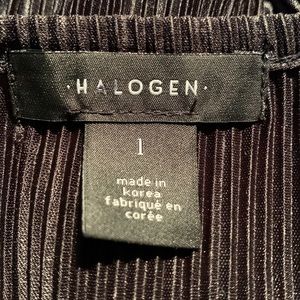 ·HALOGEN·
1
made in
korea
fabriqué en
corée